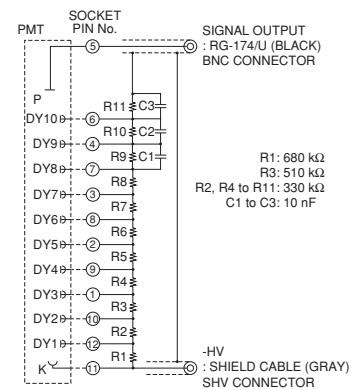 SOCKET
PMT PIN No.
SIGNAL OUTPUT
: RG-174/U (BLACK)
BNC CONNECTOR
5
P
R11 C3
DY10 6
R10 C2
DY9 4
R9 C1
DY8 7
R8
DY7 3
R7
DY6 8
R6
DY5 2
R5
DY4 9
R4
DY3 1
R3
DY2 10
R2
DY1 12
R1
K 11
R1: 680 kΩ
R3: 510 kΩ
R2, R4 to R11: 330 kΩ
C1 to C3: 10 nF
-HV
: SHIELD CABLE (GRAY)
SHV CONNECTOR